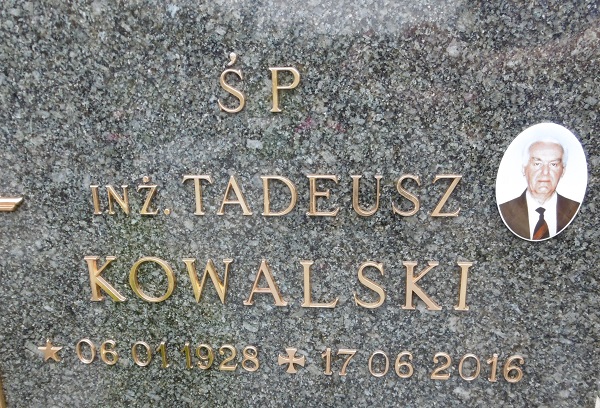 ŚP
INŻ. TADEUSZ
KOWALSKI
★ 06 01 1928 ✠ 17 06 2016